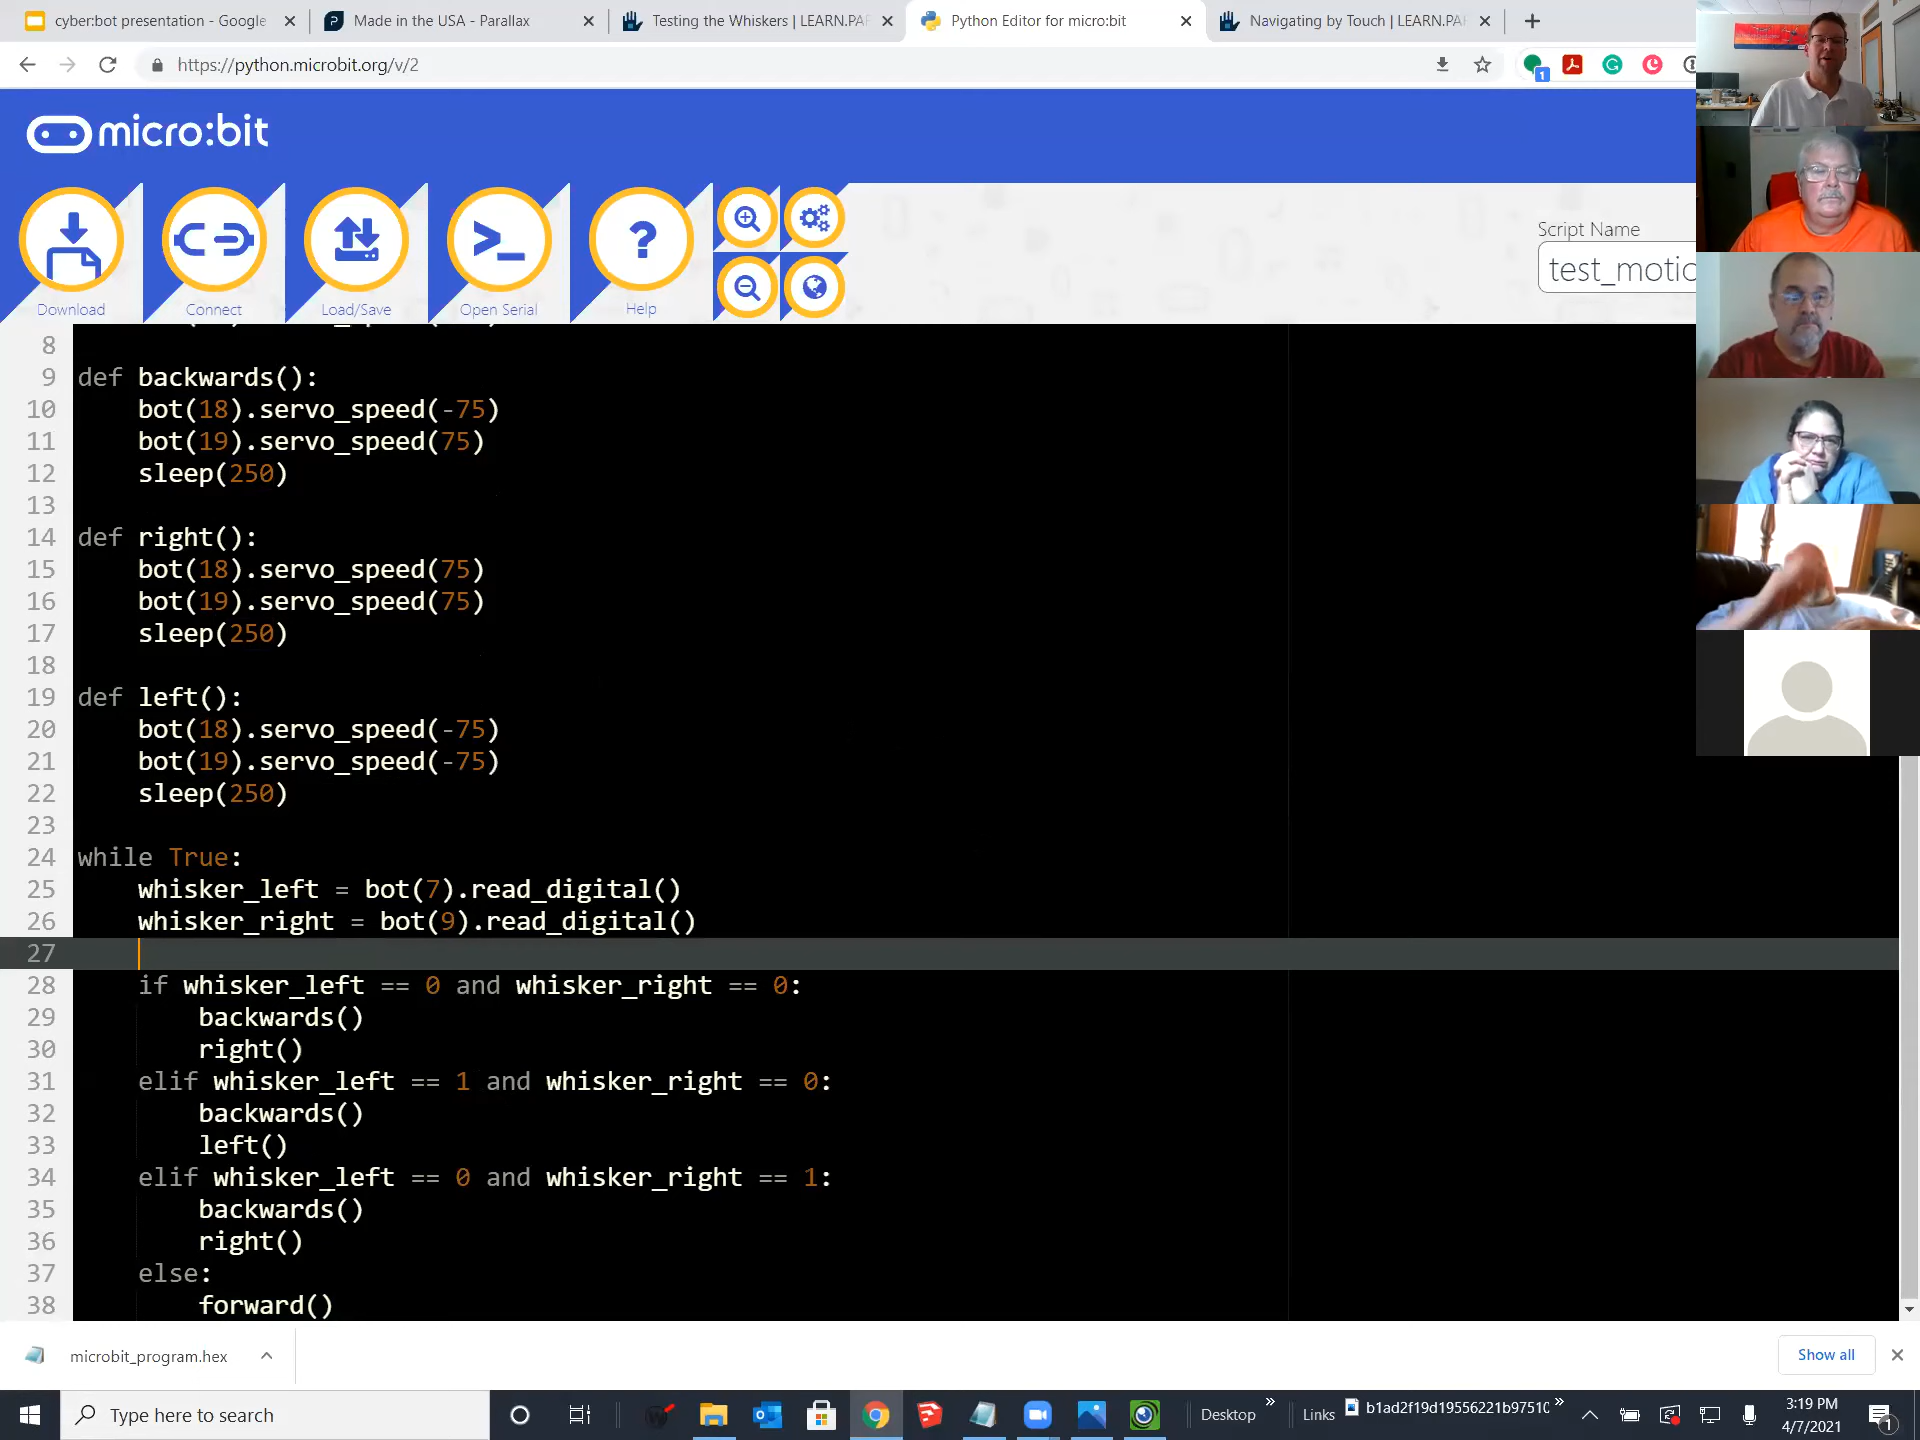 cyber:bot presentation - Google
Made in the USA - Parallax
Testing the Whiskers | LEARN.PA
Python Editor for micro:bit
Navigating by Touch | LEARN.PA
https://python.microbit.org/v/2
1
micro:bit
Download
Connect
Load/Save
Open Serial
Help
Script Name
test_motic
8
9 def backwards():
10 bot(18).servo_speed(-75)
11 bot(19).servo_speed(75)
12 sleep(250)
13
14 def right():
15 bot(18).servo_speed(75)
16 bot(19).servo_speed(75)
17 sleep(250)
18
19 def left():
20 bot(18).servo_speed(-75)
21 bot(19).servo_speed(-75)
22 sleep(250)
23
24 while True:
25 whisker_left = bot(7).read_digital()
26 whisker_right = bot(9).read_digital()
27
28 if whisker_left == 0 and whisker_right == 0:
29 backwards()
30 right()
31 elif whisker_left == 1 and whisker_right == 0:
32 backwards()
33 left()
34 elif whisker_left == 0 and whisker_right == 1:
35 backwards()
36 right()
37 else:
38 forward()
microbit_program.hex
Show all
Type here to search
Desktop
Links
b1ad2f19d19556221b9751
3:19 PM
4/7/2021
1